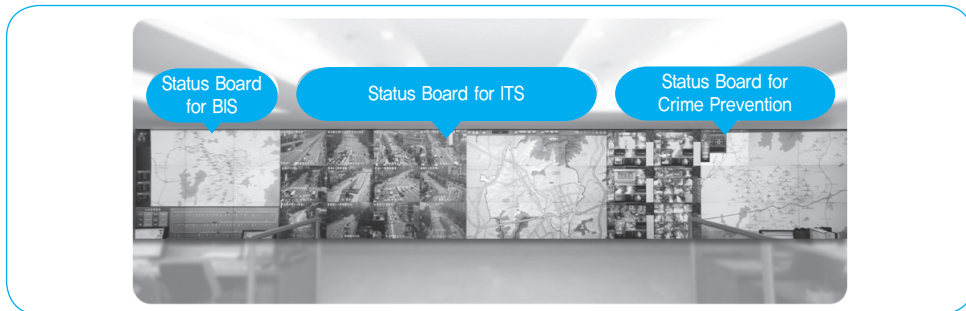 Status Board
for BIS
Status Board for ITS
Status Board for
Crime Prevention